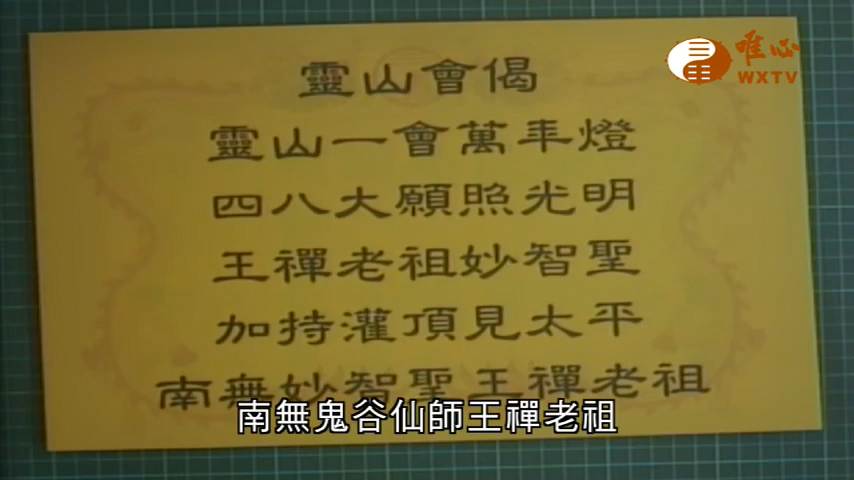 唯心
WXTV
靈山會偈
靈山一會萬年燈
四八大願照光明
王禪老祖妙智聖
加持灌頂見太平
南無妙智聖王禪老祖
南無鬼谷仙師王禪老祖